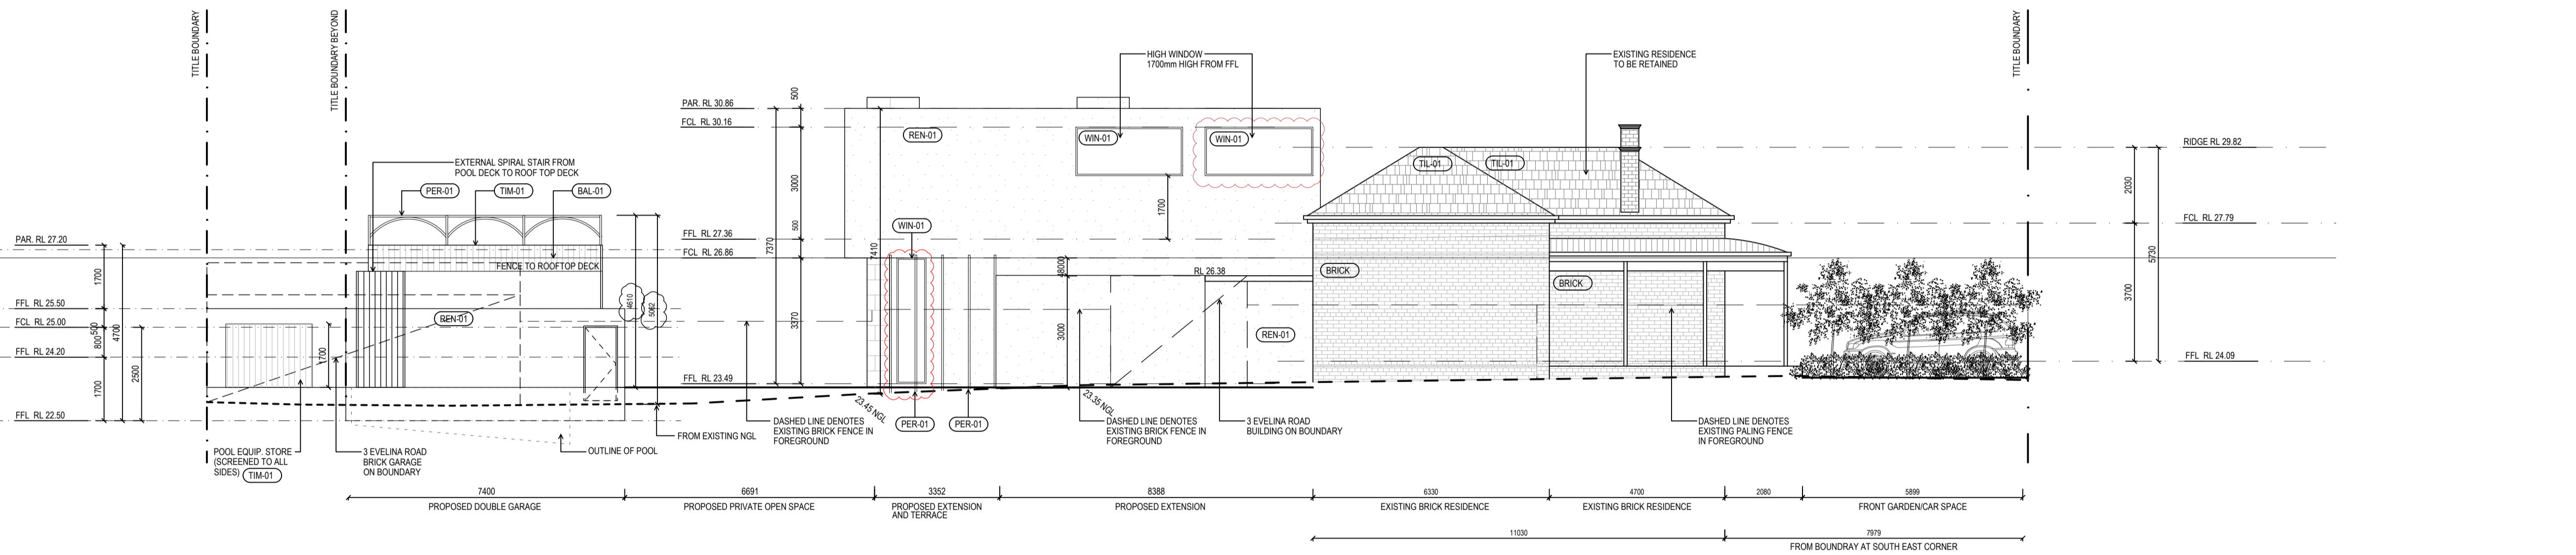 TITLE BOUNDARY
TITLE BOUNDARY BEYOND
TITLE BOUNDARY
HIGH WINDOW
1700mm HIGH FROM FFL
EXISTING RESIDENCE
TO BE RETAINED
PAR. RL 30.86
FCL RL 30.16
FFL RL 27.36
FCL RL 26.86
FFL RL 23.49
500
3000
500
7370
3370
7410
REN-01
WIN-01
WIN-01
WIN-01
1700
TIL-01
TIL-01
RIDGE RL 29.82
FCL RL 27.79
FFL RL 24.09
2030
3700
5730
EXTERNAL SPIRAL STAIR FROM
POOL DECK TO ROOF TOP DECK
PER-01
TIM-01
BAL-01
FENCE TO ROOFTOP DECK
PAR. RL 27.20
FFL RL 25.50
FCL RL 25.00
FFL RL 24.20
FFL RL 22.50
1700
500
800
1700
4700
2500
REN-01
1700
4610
5062
48000
3000
RL 26.38
REN-01
BRICK
BRICK
23.45 NGL
23.35 NGL
PER-01
PER-01
FROM EXISTING NGL
OUTLINE OF POOL
POOL EQUIP. STORE
(SCREENED TO ALL
SIDES)
TIM-01
3 EVELINA ROAD
BRICK GARAGE
ON BOUNDARY
DASHED LINE DENOTES
EXISTING BRICK FENCE IN
FOREGROUND
DASHED LINE DENOTES
EXISTING BRICK FENCE IN
FOREGROUND
3 EVELINA ROAD
BUILDING ON BOUNDARY
DASHED LINE DENOTES
EXISTING PALING FENCE
IN FOREGROUND
7400
PROPOSED DOUBLE GARAGE
6691
PROPOSED PRIVATE OPEN SPACE
3352
PROPOSED EXTENSION
AND TERRACE
8388
PROPOSED EXTENSION
6330
EXISTING BRICK RESIDENCE
4700
EXISTING BRICK RESIDENCE
2080
5899
FRONT GARDEN/CAR SPACE
11030
7979
FROM BOUNDRAY AT SOUTH EAST CORNER